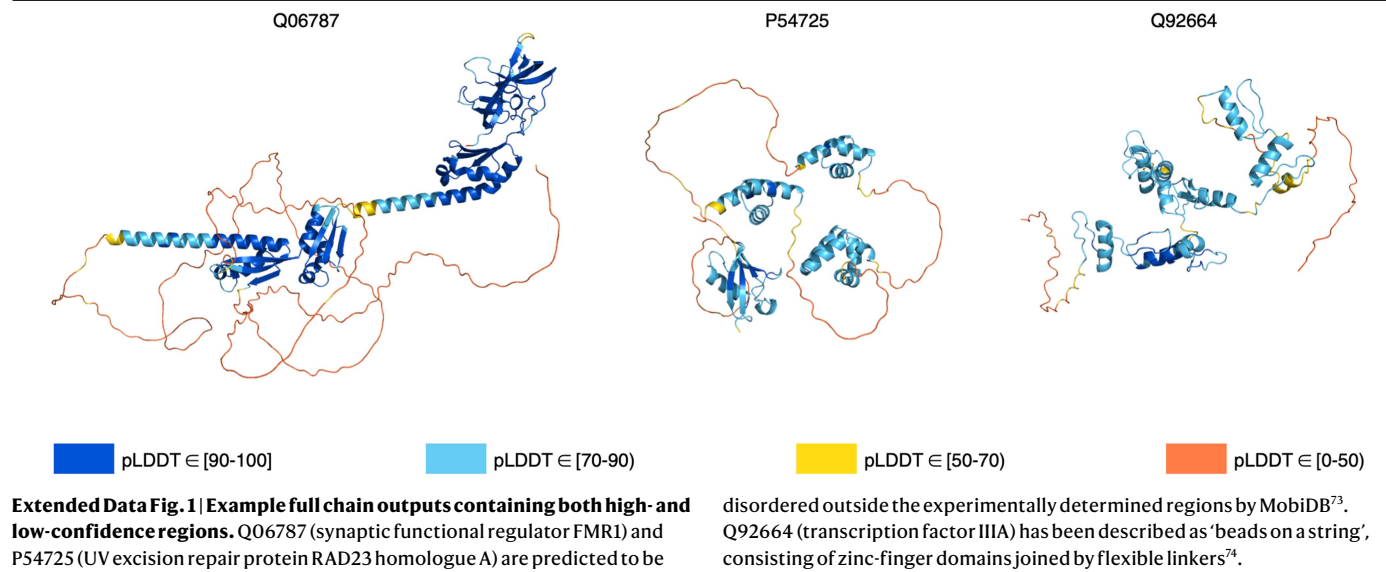 Q06787
P54725
Q92664
pLDDT ∈ [90-100]
pLDDT ∈ [70-90)
pLDDT ∈ [50-70)
pLDDT ∈ [0-50)
Extended Data Fig. 1 | Example full chain outputs containing both high- and
low-confidence regions. Q06787 (synaptic functional regulator FMR1) and
P54725 (UV excision repair protein RAD23 homologue A) are predicted to be
disordered outside the experimentally determined regions by MobiDB73.
Q92664 (transcription factor IIIA) has been described as ‘beads on a string’,
consisting of zinc-finger domains joined by flexible linkers74.